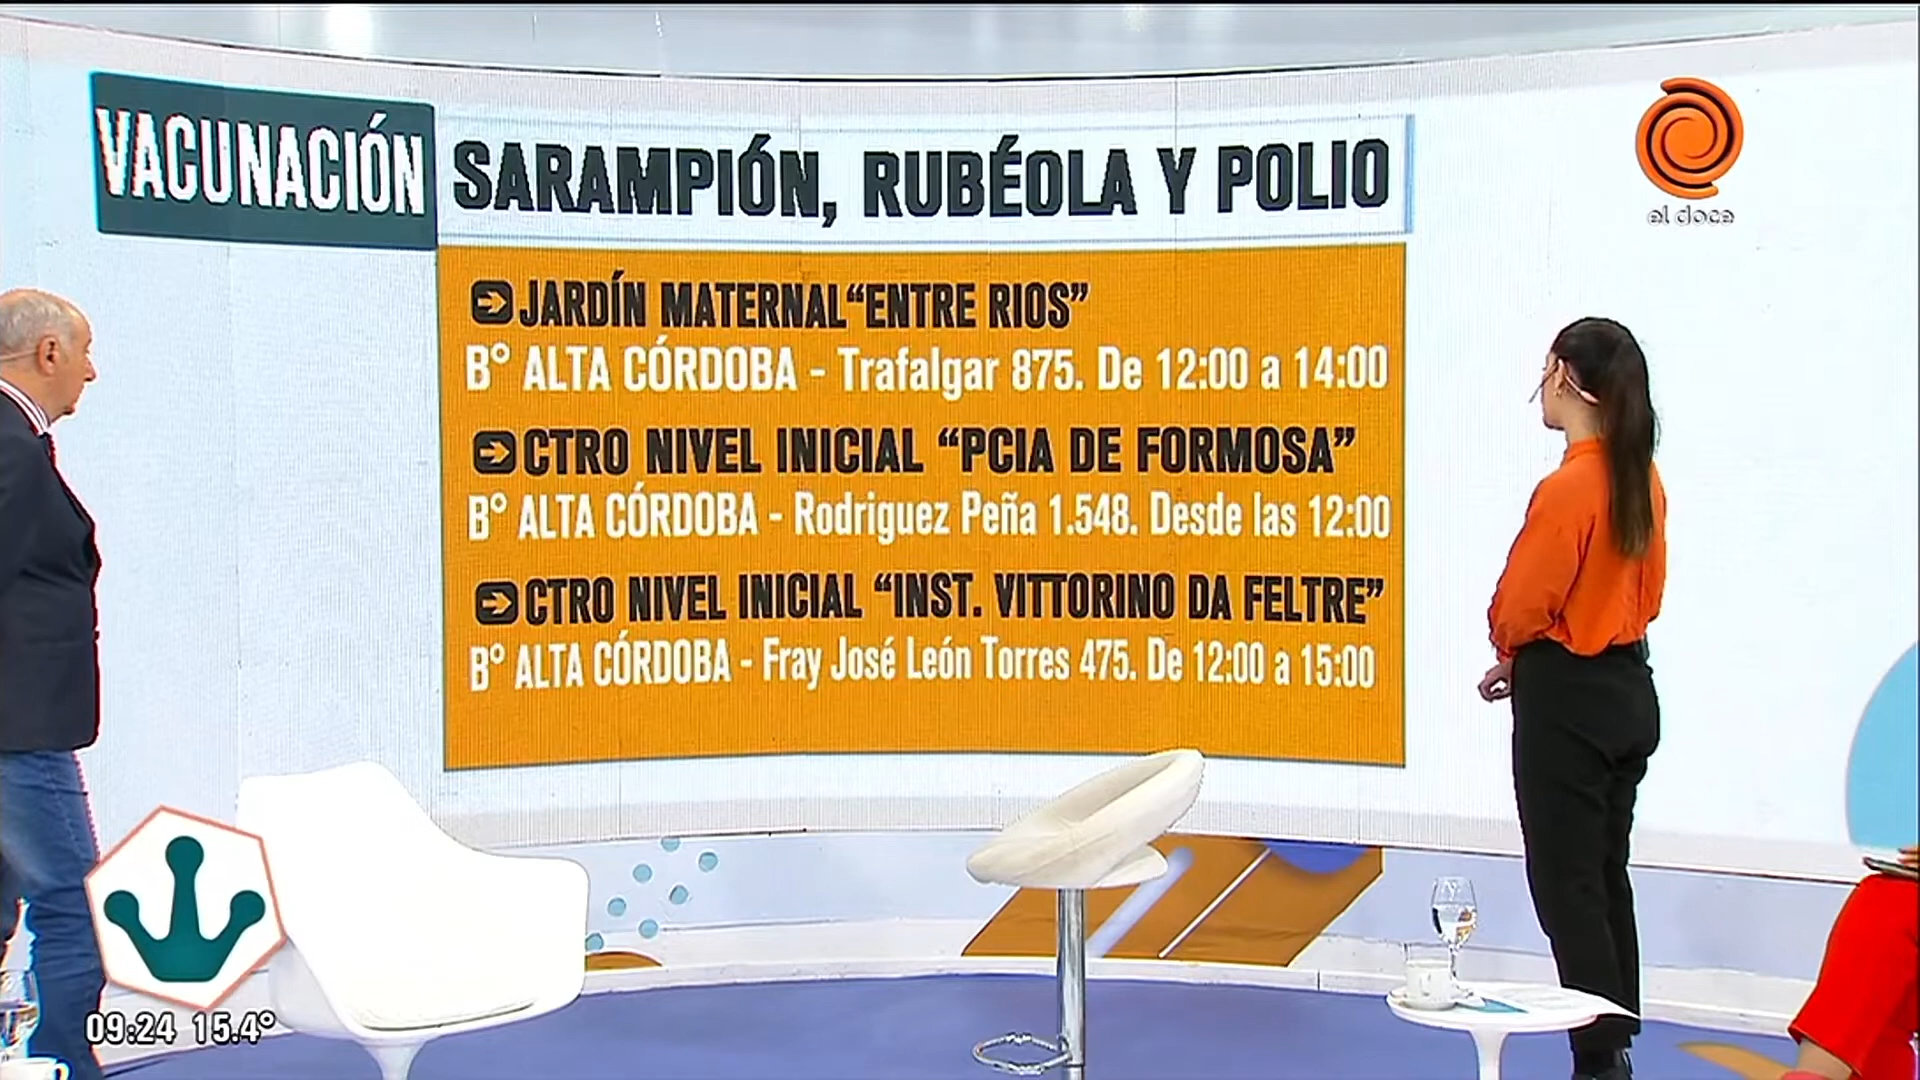 VACUNACIÓN
SARAMPIÓN, RUBÉOLA Y POLIO
JARDÍN MATERNAL“ENTRE RIOS”
B° ALTA CÓRDOBA - Trafalgar 875. De 12:00 a 14:00
CTRO NIVEL INICIAL “PCIA DE FORMOSA”
B° ALTA CÓRDOBA - Rodriguez Peña 1.548. Desde las 12:00
CTRO NIVEL INICIAL “INST. VITTORINO DA FELTRE”
B° ALTA CÓRDOBA - Fray José León Torres 475. De 12:00 a 15:00
el doce
09:24 15.4°